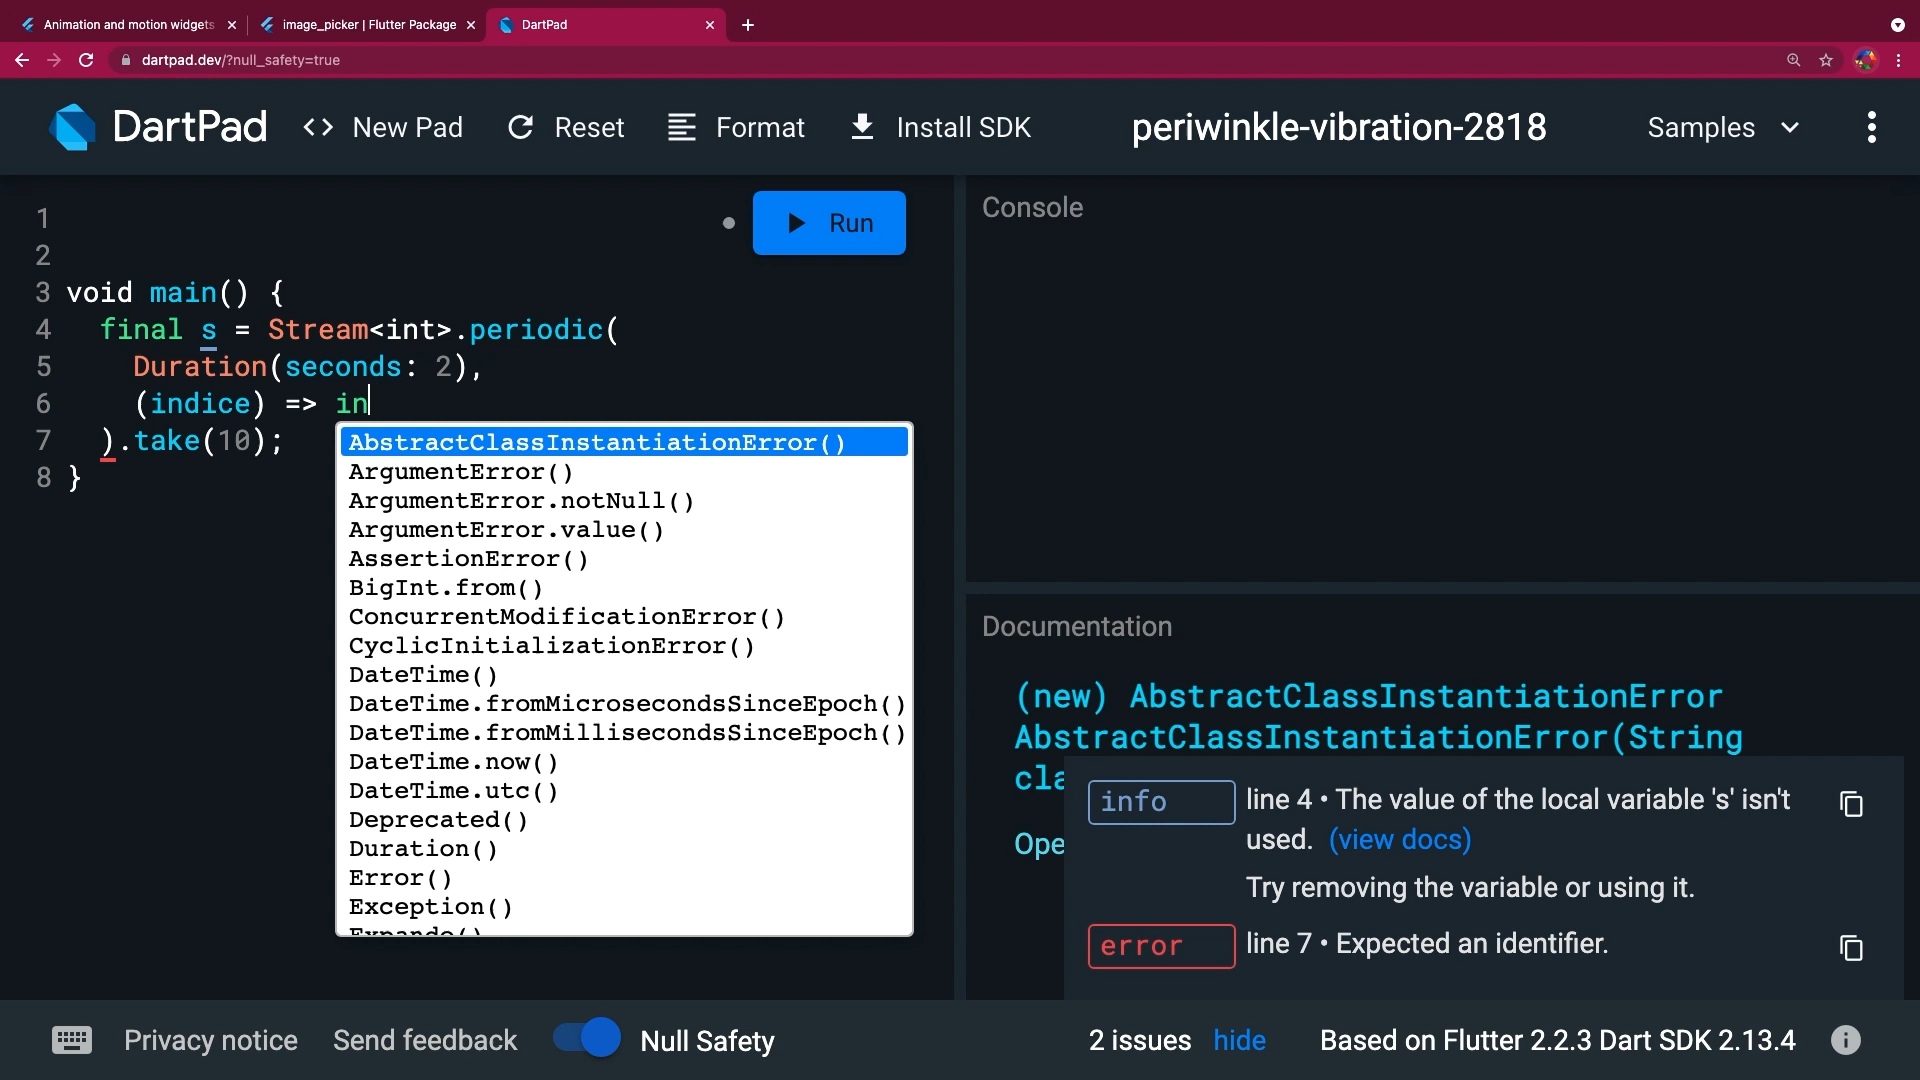 Animation and motion widgets
image_picker | Flutter Package
DartPad
dartpad.dev/?null_safety=true
DartPad
<> New Pad
Reset
Format
Install SDK
periwinkle-vibration-2818
Samples
Run
1
2
3 void main() {
4 final s = Stream<int>.periodic(
5 Duration(seconds: 2),
6 (indice) => in
7 ).take(10);
8 }
AbstractClassInstantiationError()
ArgumentError()
ArgumentError.notNull()
ArgumentError.value()
AssertionError()
BigInt.from()
ConcurrentModificationError()
CyclicInitializationError()
DateTime()
DateTime.fromMicrosecondsSinceEpoch()
DateTime.fromMillisecondsSinceEpoch()
DateTime.now()
DateTime.utc()
Deprecated()
Duration()
Error()
Exception()
Expando()
Console
Documentation
(new) AbstractClassInstantiationError
AbstractClassInstantiationError(String
cla
Ope
info line 4 • The value of the local variable 's' isn't
used. (view docs)
Try removing the variable or using it.
error line 7 • Expected an identifier.
Privacy notice
Send feedback
Null Safety
2 issues hide
Based on Flutter 2.2.3 Dart SDK 2.13.4